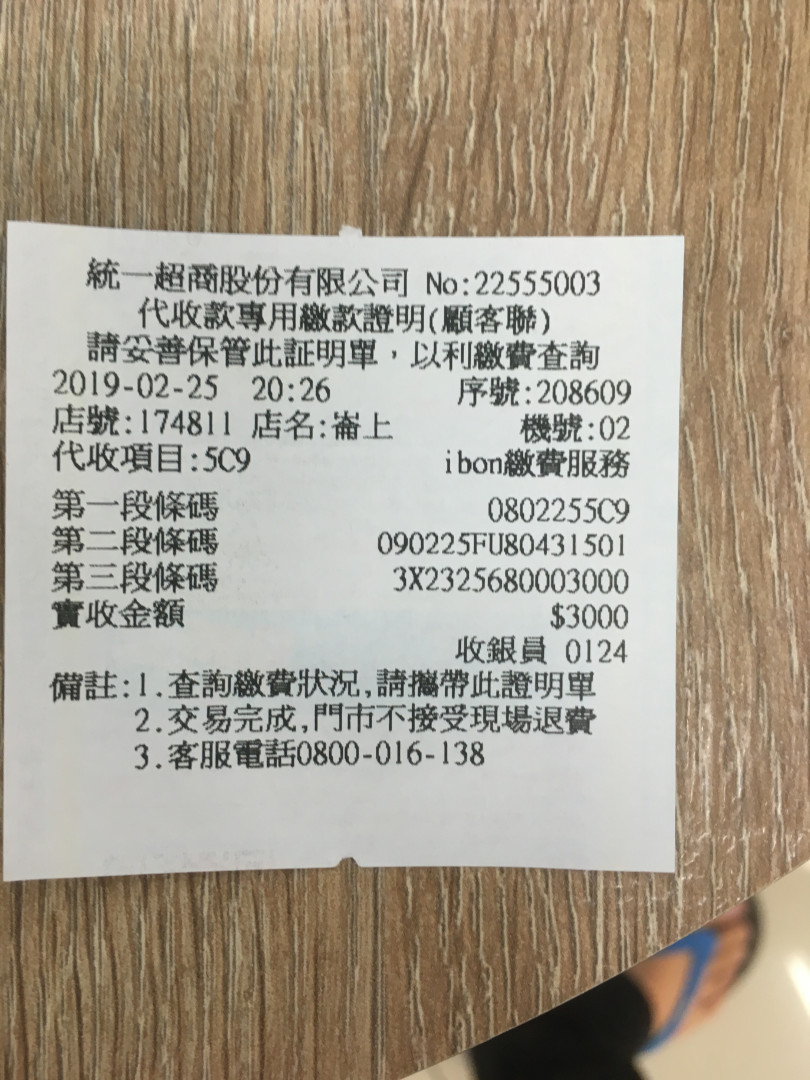 統一超商股份有限公司 No:22555003
代收款專用繳款證明(顧客聯)
請妥善保管此証明單，以利繳費查詢
2019-02-25 20:26 序號:208609
店號:174811 店名:崙上 機號:02
代收項目:5C9 ibon繳費服務
第一段條碼 0802255C9
第二段條碼 090225FU80431501
第三段條碼 3X2325680003000
實收金額 $3000
收銀員 0124
備註:1.查詢繳費狀況,請攜帶此證明單
2.交易完成,門市不接受現場退費
3.客服電話0800-016-138